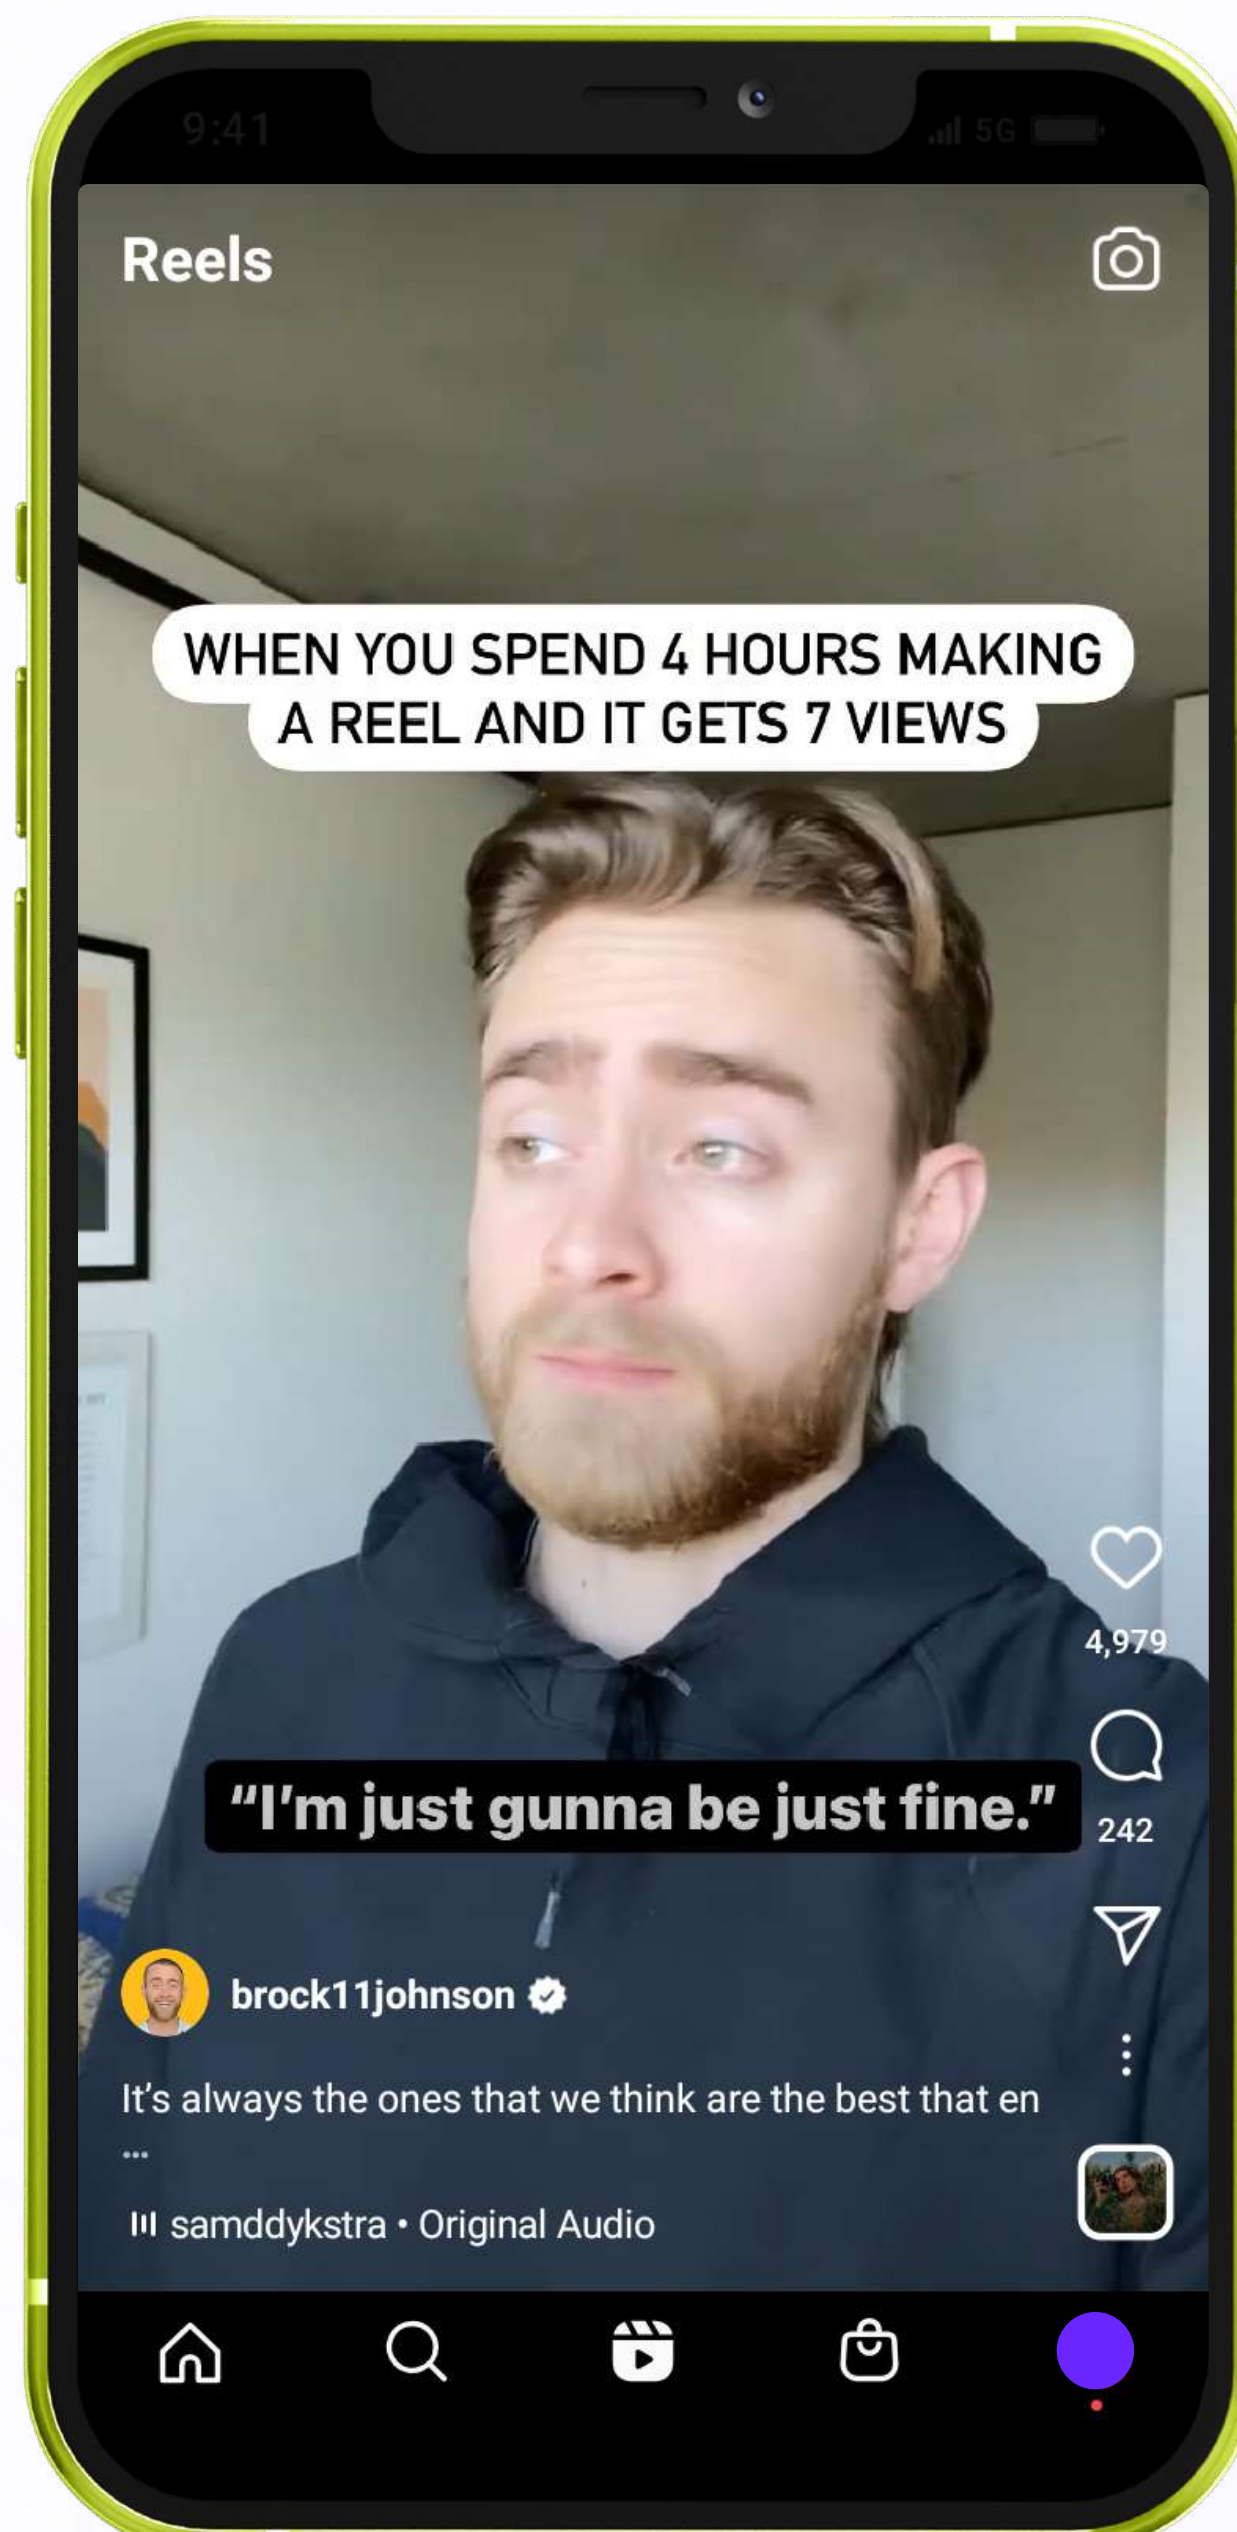 9:41
5G
Reels
WHEN YOU SPEND 4 HOURS MAKING
A REEL AND IT GETS 7 VIEWS
4,979
“I’m just gunna be just fine.”
242
brock11johnson
It’s always the ones that we think are the best that en
...
samddykstra • Original Audio